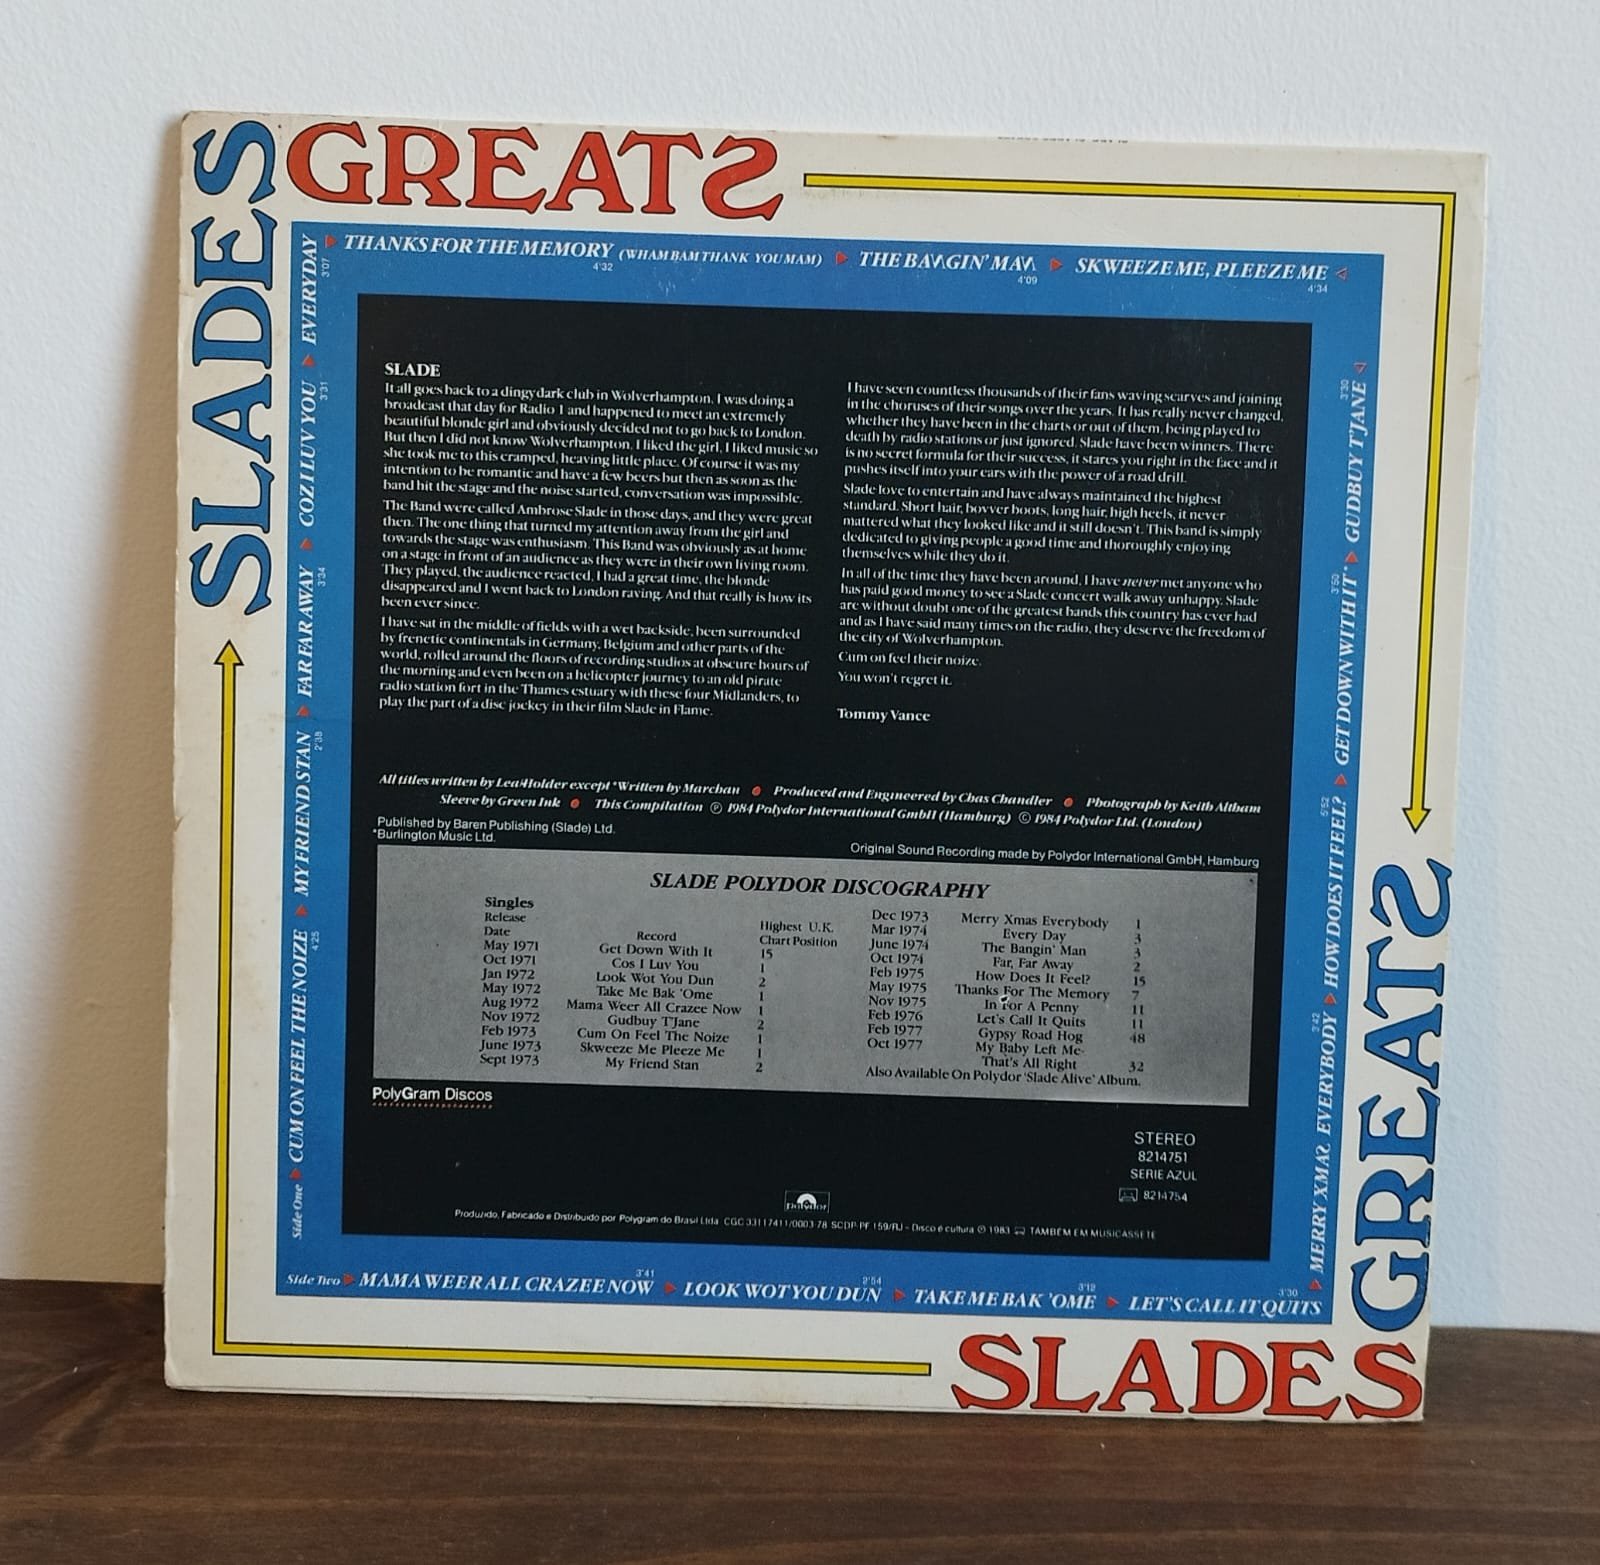 SLADES GREATS
Side One ▶ CUM ON FEEL THE NOIZE 4'25 ▶ MY FRIEND STAN 2'38 ▶ FAR FAR AWAY 3'34 ▶ COZ I LUV YOU 3'31 ▶ EVERYDAY 3'07
▶ THANKS FOR THE MEMORY (WHAM BAM THANK YOU MAM) 4'32 ▶ THE BANGIN' MAN 4'09 ▶ SKWEEZE ME, PLEEZE ME 4'34
SLADE
It all goes back to a dingy dark club in Wolverhampton. I was doing a
broadcast that day for Radio 1 and happened to meet an extremely
beautiful blonde girl and obviously decided not to go back to London.
But then I did not know Wolverhampton, I liked the girl, I liked music so
she took me to this cramped, heaving little place. Of course it was my
intention to be romantic and have a few beers but then as soon as the
band hit the stage and the noise started, conversation was impossible.
The Band were called Ambrose Slade in those days, and they were great
then. The one thing that turned my attention away from the girl and
towards the stage was enthusiasm. This Band was obviously as at home
on a stage in front of an audience as they were in their own living room.
They played, the audience reacted, I had a great time, the blonde
disappeared and I went back to London raving. And that really is how its
been ever since.
I have sat in the middle of fields with a wet backside, been surrounded
by frenetic continentals in Germany, Belgium and other parts of the
world, rolled around the floors of recording studios at obscure hours of
the morning and even been on a helicopter journey to an old pirate
radio station fort in the Thames estuary with these four Midlanders, to
play the part of a disc jockey in their film Slade in Flame.
I have seen countless thousands of their fans waving scarves and joining
in the choruses of their songs over the years. It has really never changed,
whether they have been in the charts or out of them, being played to
death by radio stations or just ignored. Slade have been winners. There
is no secret formula for their success, it stares you right in the face and it
pushes itself into your ears with the power of a road drill.
Slade love to entertain and have always maintained the highest
standard. Short hair, bovver boots, long hair, high heels, it never
mattered what they looked like and it still doesn't. This band is simply
dedicated to giving people a good time and thoroughly enjoying
themselves while they do it.
In all of the time they have been around, I have never met anyone who
has paid good money to see a Slade concert walk away unhappy. Slade
are without doubt one of the greatest bands this country has ever had
and as I have said many times on the radio, they deserve the freedom of
the city of Wolverhampton.
Cum on feel their noize.
You won't regret it.
Tommy Vance
All titles written by Lea/Holder except *Written by Marchan ● Produced and Engineered by Chas Chandler ● Photograph by Keith Altham
Sleeve by Green Ink ● This Compilation ℗ 1984 Polydor International GmbH (Hamburg) © 1984 Polydor Ltd. (London)
Published by Baren Publishing (Slade) Ltd.
*Burlington Music Ltd.
Original Sound Recording made by Polydor International GmbH, Hamburg
SLADE POLYDOR DISCOGRAPHY
Singles
Release
Date Record Highest U.K. Chart Position
May 1971 Get Down With It 15
Oct 1971 Cos I Luv You 1
Jan 1972 Look Wot You Dun 2
May 1972 Take Me Bak 'Ome 1
Aug 1972 Mama Weer All Crazee Now 1
Nov 1972 Gudbuy T'Jane 2
Feb 1973 Cum On Feel The Noize 1
June 1973 Skweeze Me Pleeze Me 1
Sept 1973 My Friend Stan 2
Dec 1973 Merry Xmas Everybody 1
Mar 1974 Every Day 3
June 1974 The Bangin' Man 3
Oct 1974 Far, Far Away 2
Feb 1975 How Does It Feel? 15
May 1975 Thanks For The Memory 7
Nov 1975 In For A Penny 11
Feb 1976 Let's Call It Quits 11
Feb 1977 Gypsy Road Hog 48
Oct 1977 My Baby Left Me-
That's All Right 32
Also Available On Polydor 'Slade Alive' Album.
PolyGram Discos
STEREO
8214751
SERIE AZUL
8214754
Polydor
Produzido, Fabricado e Distribuido por Polygram do Brasil Ltda CGC 33117411/0003-78 SCDP-PF 159/RJ - Disco é cultura ℗ 1983 TAMBÉM EM MUSICASSETE
Side Two ▶ MAMA WEER ALL CRAZEE NOW 3'41 ▶ LOOK WOT YOU DUN 2'54 ▶ TAKE ME BAK 'OME 3'12 ▶ LET'S CALL IT QUITS 3'30
▶ MERRY XMAS EVERYBODY 3'42 ▶ HOW DOES IT FEEL? 5'52 ▶ GET DOWN WITH IT* 3'50 ▶ GUDBUY T'JANE 3'30
SLADES GREATS